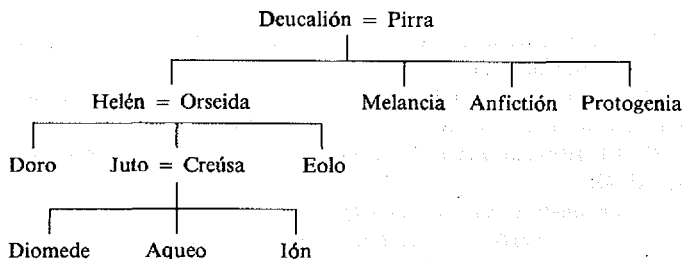 Deucalión = Pirra
Helén = Orseida Melancia Anfictión Protogenia
Doro Juto = Creúsa Eolo
Diomede Aqueo Ión